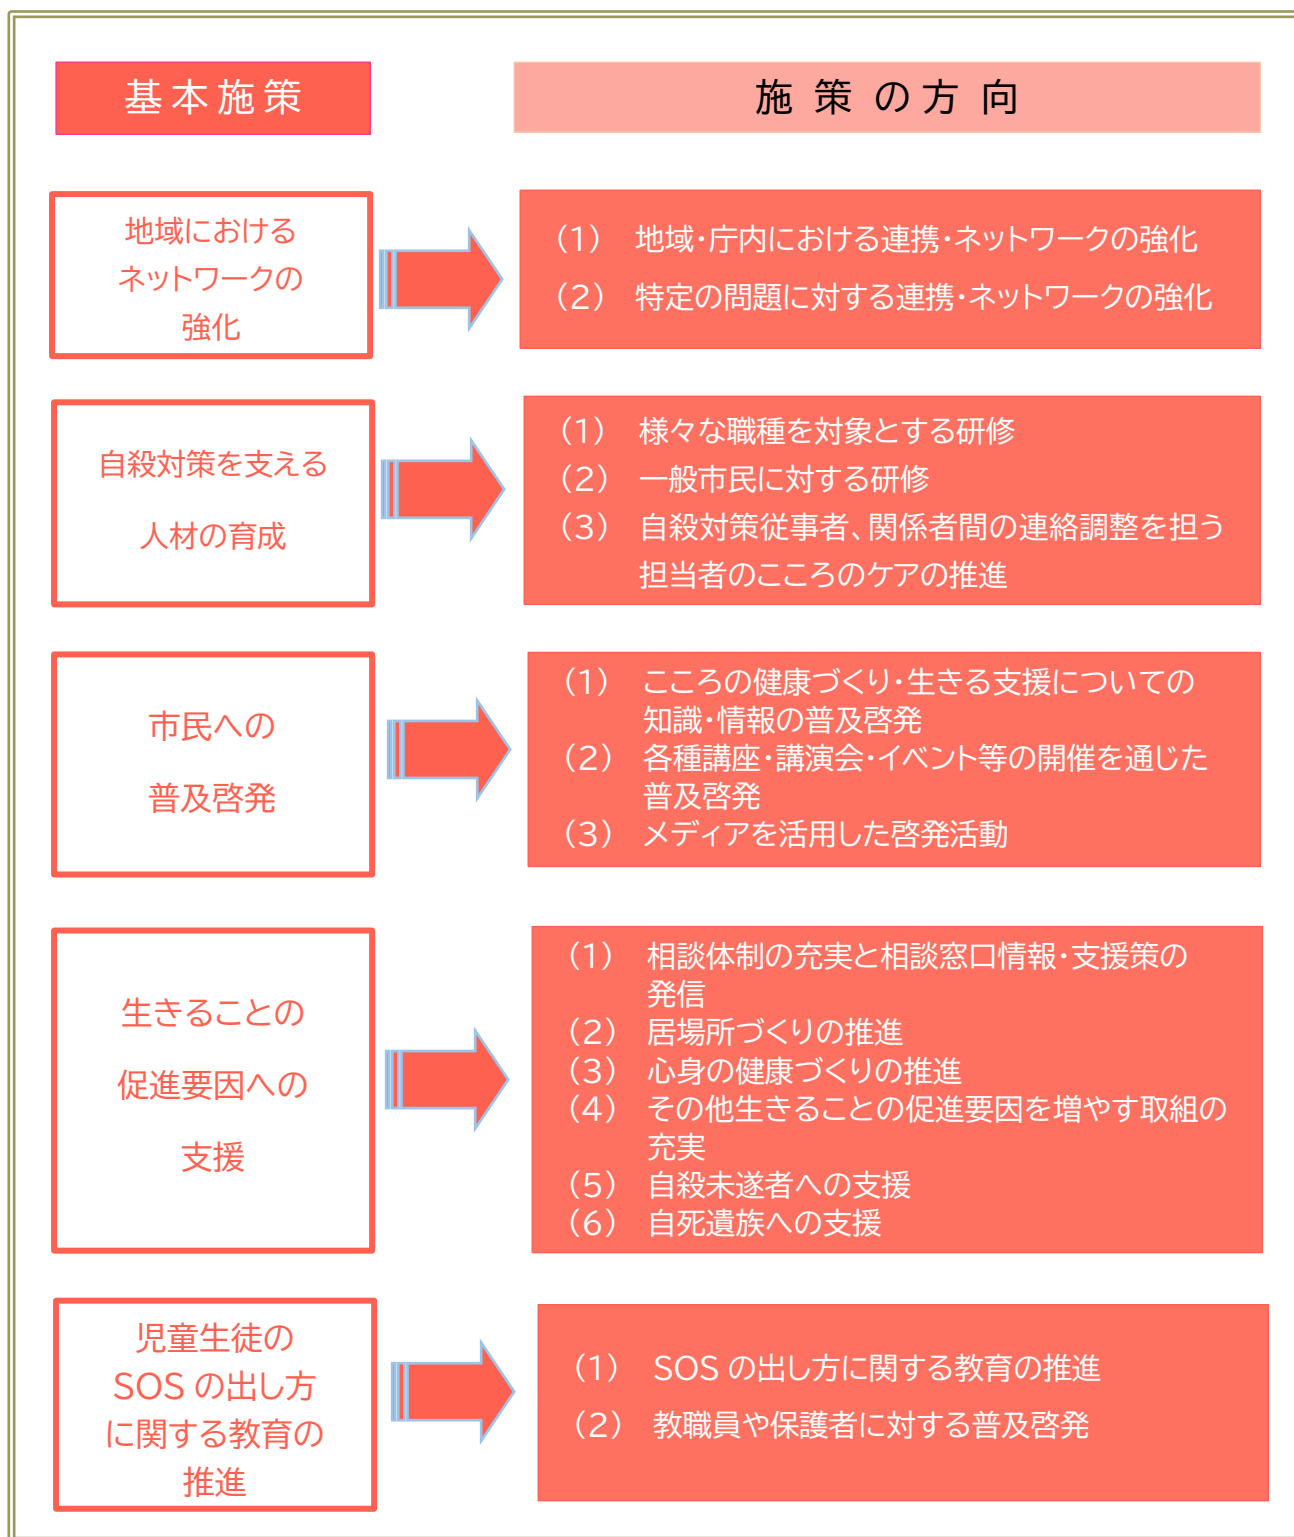 基本施策
施策の方向
地域における
ネットワークの
強化
(1) 地域・庁内における連携・ネットワークの強化
(2) 特定の問題に対する連携・ネットワークの強化
自殺対策を支える
人材の育成
(1) 様々な職種を対象とする研修
(2) 一般市民に対する研修
(3) 自殺対策従事者、関係者間の連絡調整を担う
担当者のこころのケアの推進
市民への
普及啓発
(1) こころの健康づくり・生きる支援についての
知識・情報の普及啓発
(2) 各種講座・講演会・イベント等の開催を通じた
普及啓発
(3) メディアを活用した啓発活動
生きることの
促進要因への
支援
(1) 相談体制の充実と相談窓口情報・支援策の
発信
(2) 居場所づくりの推進
(3) 心身の健康づくりの推進
(4) その他生きることの促進要因を増やす取組の
充実
(5) 自殺未遂者への支援
(6) 自死遺族への支援
児童生徒の
SOS の出し方
に関する教育の
推進
(1) SOS の出し方に関する教育の推進
(2) 教職員や保護者に対する普及啓発